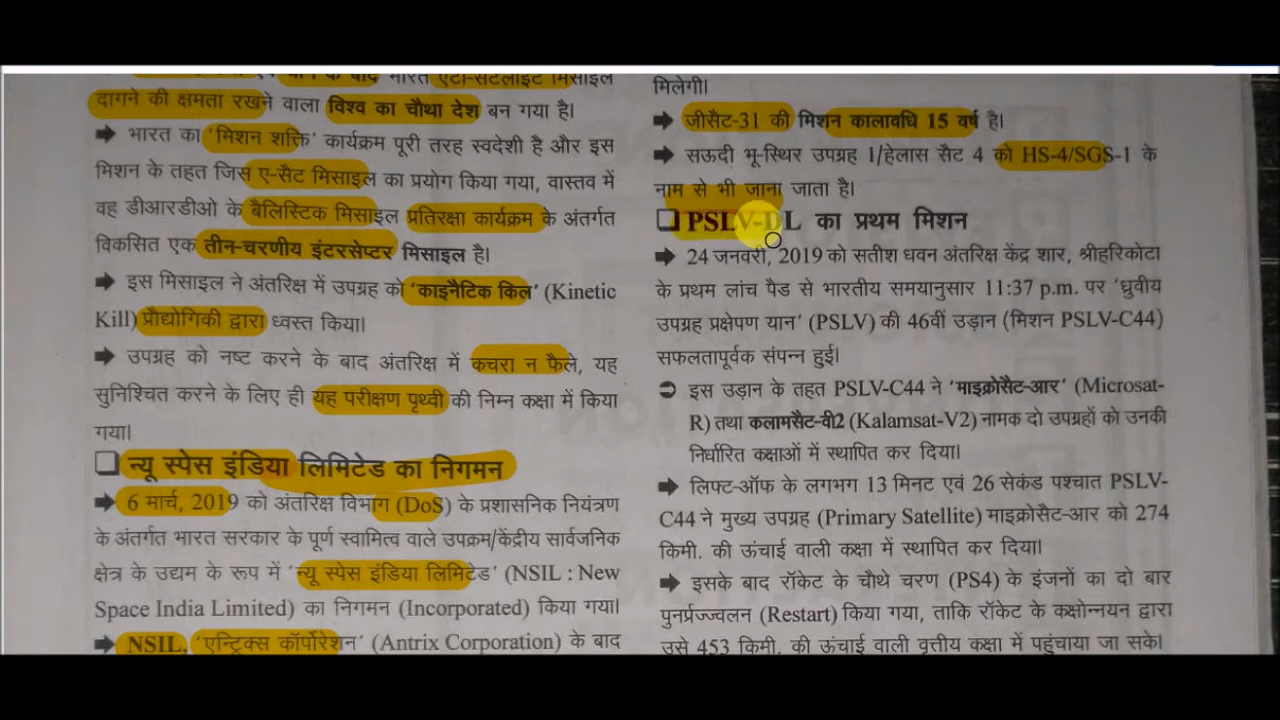 भारत एंटी-सैटेलाइट मिसाइल
दागने की क्षमता रखने वाला विश्व का चौथा देश बन गया है।
➡ भारत का 'मिशन शक्ति' कार्यक्रम पूरी तरह स्वदेशी है और इस
मिशन के तहत जिस ए-सैट मिसाइल का प्रयोग किया गया, वास्तव में
वह डीआरडीओ के बैलिस्टिक मिसाइल प्रतिरक्षा कार्यक्रम के अंतर्गत
विकसित एक तीन-चरणीय इंटरसेप्टर मिसाइल है।
➡ इस मिसाइल ने अंतरिक्ष में उपग्रह को 'काइनैटिक किल' (Kinetic
Kill) प्रौद्योगिकी द्वारा ध्वस्त किया।
➡ उपग्रह को नष्ट करने के बाद अंतरिक्ष में कचरा न फैले, यह
सुनिश्चित करने के लिए ही यह परीक्षण पृथ्वी की निम्न कक्षा में किया
गया।
❑ न्यू स्पेस इंडिया लिमिटेड का निगमन
➡ 6 मार्च, 2019 को अंतरिक्ष विभाग (DoS) के प्रशासनिक नियंत्रण
के अंतर्गत भारत सरकार के पूर्ण स्वामित्व वाले उपक्रम/केंद्रीय सार्वजनिक
क्षेत्र के उद्यम के रूप में 'न्यू स्पेस इंडिया लिमिटेड' (NSIL : New
Space India Limited) का निगमन (Incorporated) किया गया।
➡ NSIL, 'एन्ट्रिक्स कॉर्पोरेशन' (Antrix Corporation) के बाद
मिलेगी।
➡ जीसैट-31 की मिशन कालावधि 15 वर्ष है।
➡ सऊदी भू-स्थिर उपग्रह 1/हेलास सैट 4 को HS-4/SGS-1 के
नाम से भी जाना जाता है।
❑ PSLV-DL का प्रथम मिशन
➡ 24 जनवरी, 2019 को सतीश धवन अंतरिक्ष केंद्र शार, श्रीहरिकोटा
के प्रथम लांच पैड से भारतीय समयानुसार 11:37 p.m. पर 'ध्रुवीय
उपग्रह प्रक्षेपण यान' (PSLV) की 46वीं उड़ान (मिशन PSLV-C44)
सफलतापूर्वक संपन्न हुई।
➲ इस उड़ान के तहत PSLV-C44 ने 'माइक्रोसैट-आर' (Microsat-
R) तथा कलामसैट-वी2 (Kalamsat-V2) नामक दो उपग्रहों को उनकी
निर्धारित कक्षाओं में स्थापित कर दिया।
➡ लिफ्ट-ऑफ के लगभग 13 मिनट एवं 26 सेकंड पश्चात PSLV-
C44 ने मुख्य उपग्रह (Primary Satellite) माइक्रोसैट-आर को 274
किमी. की ऊंचाई वाली कक्षा में स्थापित कर दिया।
➡ इसके बाद रॉकेट के चौथे चरण (PS4) के इंजनों का दो बार
पुनर्प्रज्ज्वलन (Restart) किया गया, ताकि रॉकेट के कक्षोन्नयन द्वारा
उसे 453 किमी. की ऊंचाई वाली वृत्तीय कक्षा में पहुंचाया जा सके।